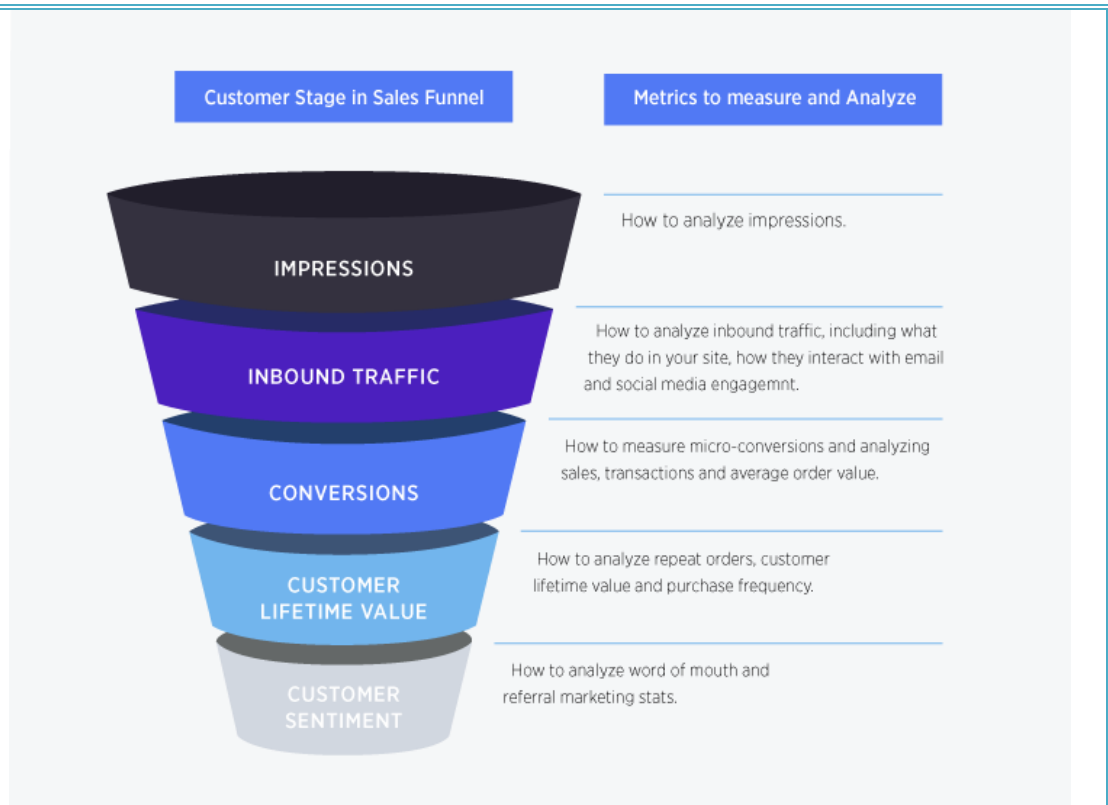 Customer Stage in Sales Funnel
Metrics to measure and Analyze
IMPRESSIONS
How to analyze impressions.
INBOUND TRAFFIC
How to analyze inbound traffic, including what
they do in your site, how they interact with email
and social media engagemnt.
CONVERSIONS
How to measure micro-conversions and analyzing
sales, transactions and average order value.
CUSTOMER
LIFETIME VALUE
How to analyze repeat orders, customer
lifetime value and purchase frequency.
CUSTOMER
SENTIMENT
How to analyze word of mouth and
referral marketing stats.